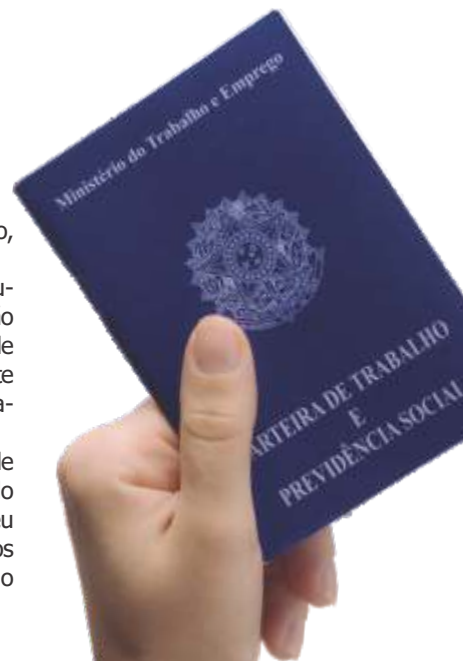 Ministério do Trabalho e Emprego
ARTEIRA DE TRABALHO
E
PREVIDÊNCIA SOCIAL